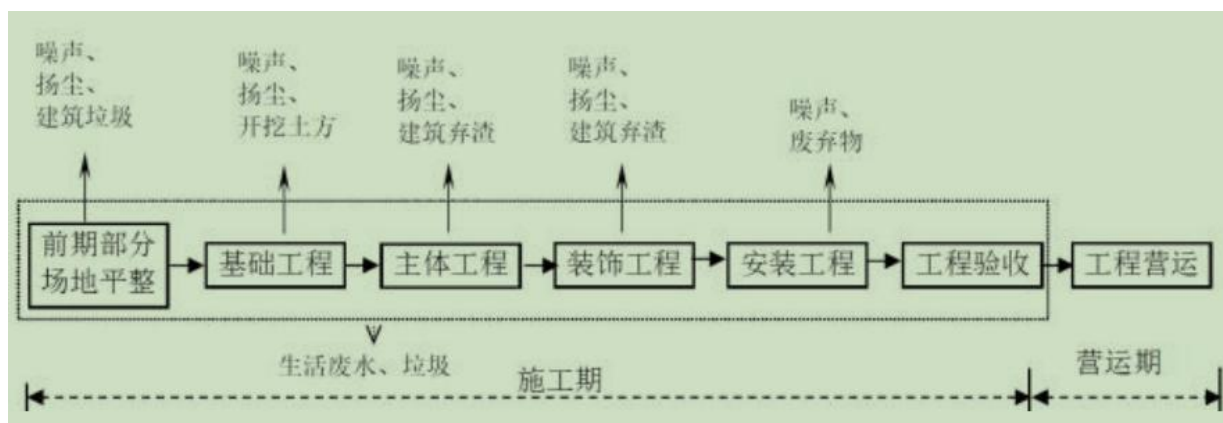 噪声、
扬尘、
建筑垃圾
噪声、
扬尘、
开挖土方
噪声、
扬尘、
建筑弃渣
噪声、
扬尘、
建筑弃渣
噪声、
废弃物
前期部分
场地平整
基础工程
主体工程
装饰工程
安装工程
工程验收
工程营运
生活废水、垃圾
施工期
营运期